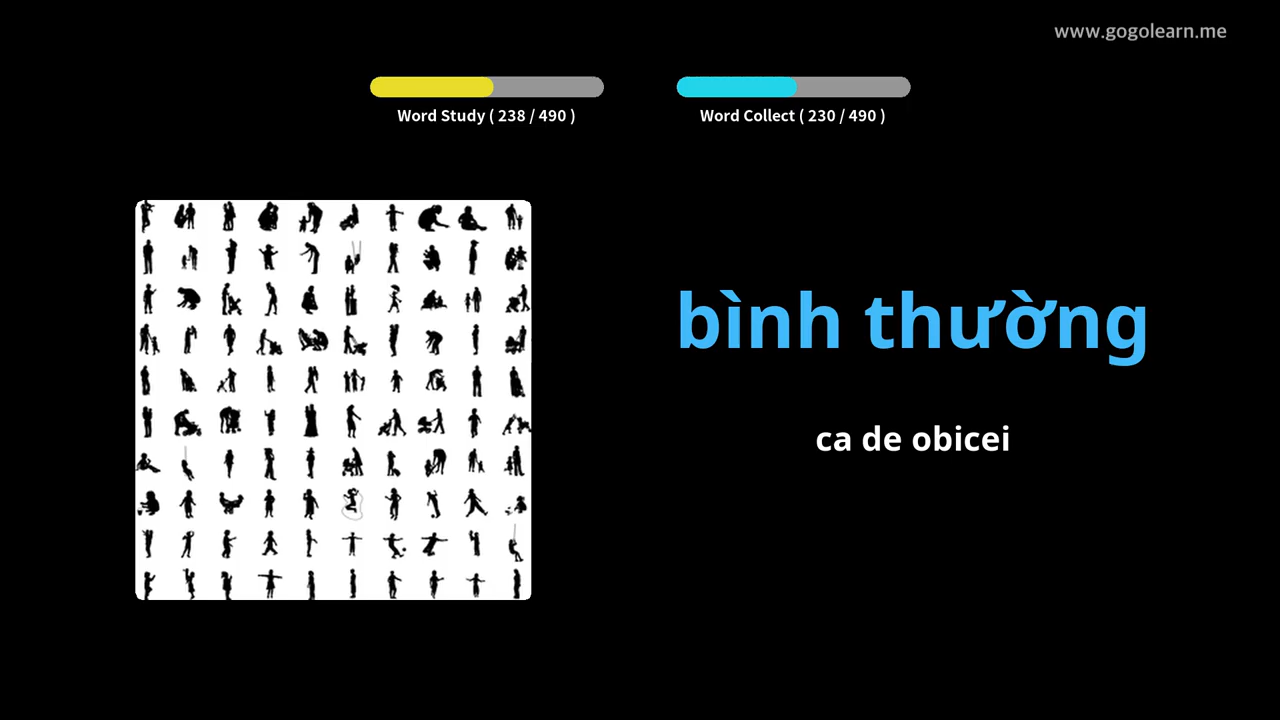 www.gogolearn.me
Word Study ( 238 / 490 )
Word Collect ( 230 / 490 )
bình thường
ca de obicei